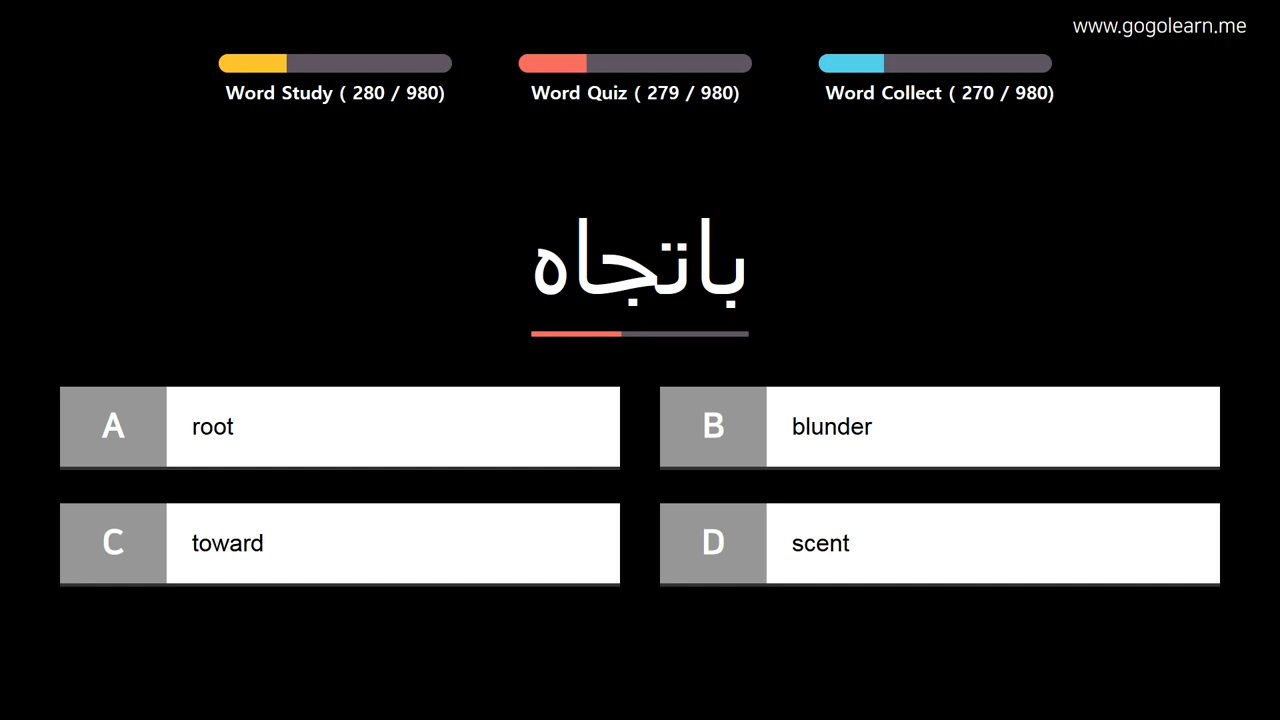 www.gogolearn.me
Word Study ( 280 / 980)
Word Quiz ( 279 / 980)
Word Collect ( 270 / 980)
باتجاه
A root
B blunder
C toward
D scent